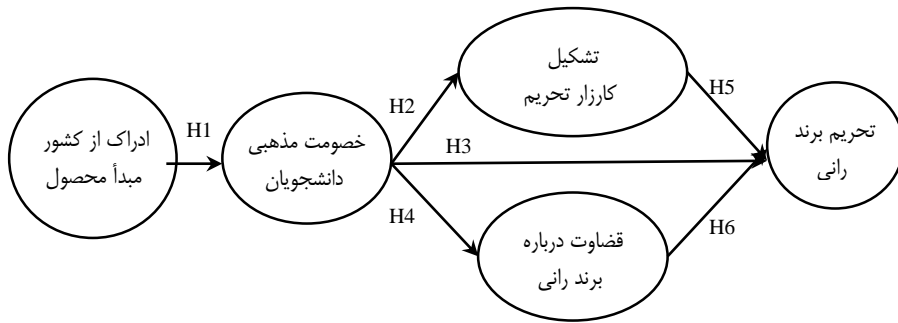 ادراک از کشور
مبدأ محصول
H1
خصومت مذهبی
دانشجویان
H2
H3
H4
تشکیل
کارزار تحریم
قضاوت درباره
برند رانی
H5
H6
تحریم برند
رانی